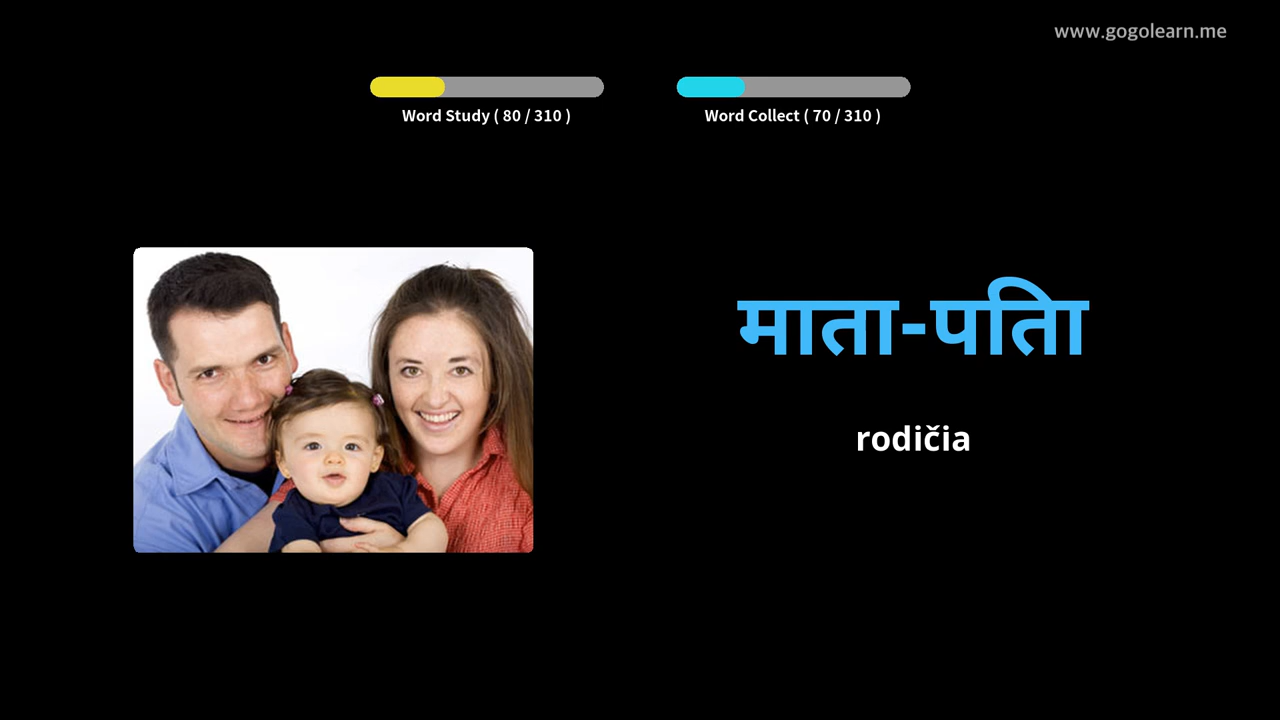 www.gogolearn.me
Word Study ( 80 / 310 )
Word Collect ( 70 / 310 )
माता-पिता
rodičia